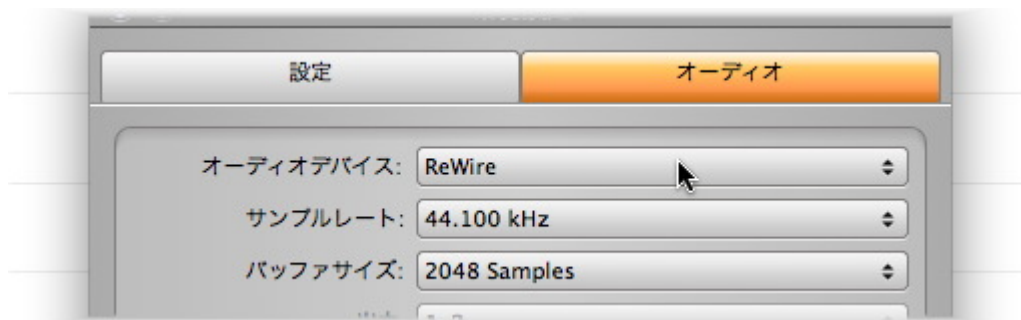 設定
オーディオ
オーディオデバイス: ReWire
サンプルレート: 44.100 kHz
バッファサイズ: 2048 Samples